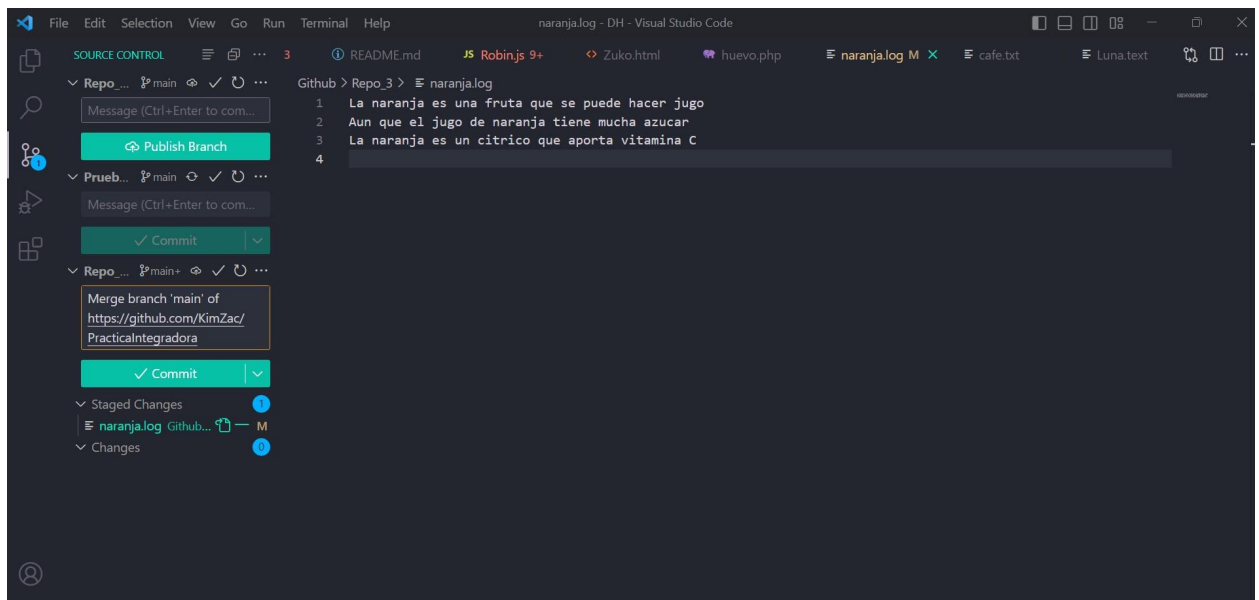 File Edit Selection View Go Run Terminal Help naranja.log - DH - Visual Studio Code
SOURCE CONTROL ... 3 README.md JS Robin.js 9+ <> Zuko.html huevo.php naranja.log M cafe.txt Luna.text ...
Repo_... main ...
Message (Ctrl+Enter to com...
Publish Branch
Prueb... main ...
Message (Ctrl+Enter to com...
Commit
Repo_... main+ ...
Merge branch 'main' of
https://github.com/KimZac/
PracticaIntegradora
Commit
Staged Changes 1
naranja.log Github... M
Changes 0
1
Github > Repo_3 > naranja.log
1 La naranja es una fruta que se puede hacer jugo
2 Aun que el jugo de naranja tiene mucha azucar
3 La naranja es un citrico que aporta vitamina C
4